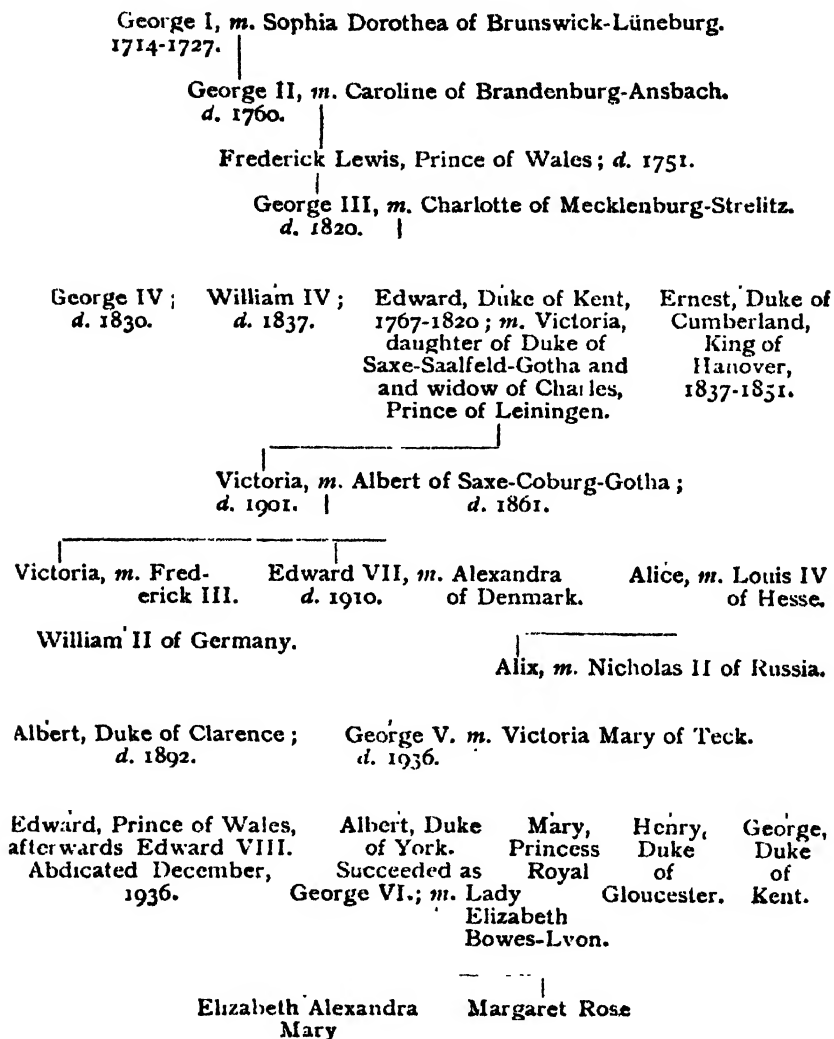 George I, m. Sophia Dorothea of Brunswick-Lüneburg.
1714-1727.
George II, m. Caroline of Brandenburg-Ansbach.
d. 1760.
Frederick Lewis, Prince of Wales; d. 1751.
George III, m. Charlotte of Mecklenburg-Strelitz.
d. 1820.
George IV;
d. 1830.
William IV;
d. 1837.
Edward, Duke of Kent,
1767-1820; m. Victoria,
daughter of Duke of
Saxe-Saalfeld-Gotha and
and widow of Charles,
Prince of Leiningen.
Ernest, Duke of
Cumberland,
King of
Hanover,
1837-1851.
Victoria, m. Albert of Saxe-Coburg-Gotha;
d. 1901. d. 1861.
Victoria, m. Fred-
erick III.
Edward VII, m. Alexandra
d. 1910. of Denmark.
Alice, m. Louis IV
of Hesse.
William II of Germany.
Alix, m. Nicholas II of Russia.
Albert, Duke of Clarence;
d. 1892.
George V. m. Victoria Mary of Teck.
d. 1936.
Edward, Prince of Wales,
afterwards Edward VIII.
Abdicated December,
1936.
Albert, Duke
of York.
Succeeded as
George VI.; m. Lady
Elizabeth
Bowes-Lyon.
Mary,
Princess
Royal
Henry,
Duke
of
Gloucester.
George,
Duke
of
Kent.
Elizabeth Alexandra
Mary
Margaret Rose